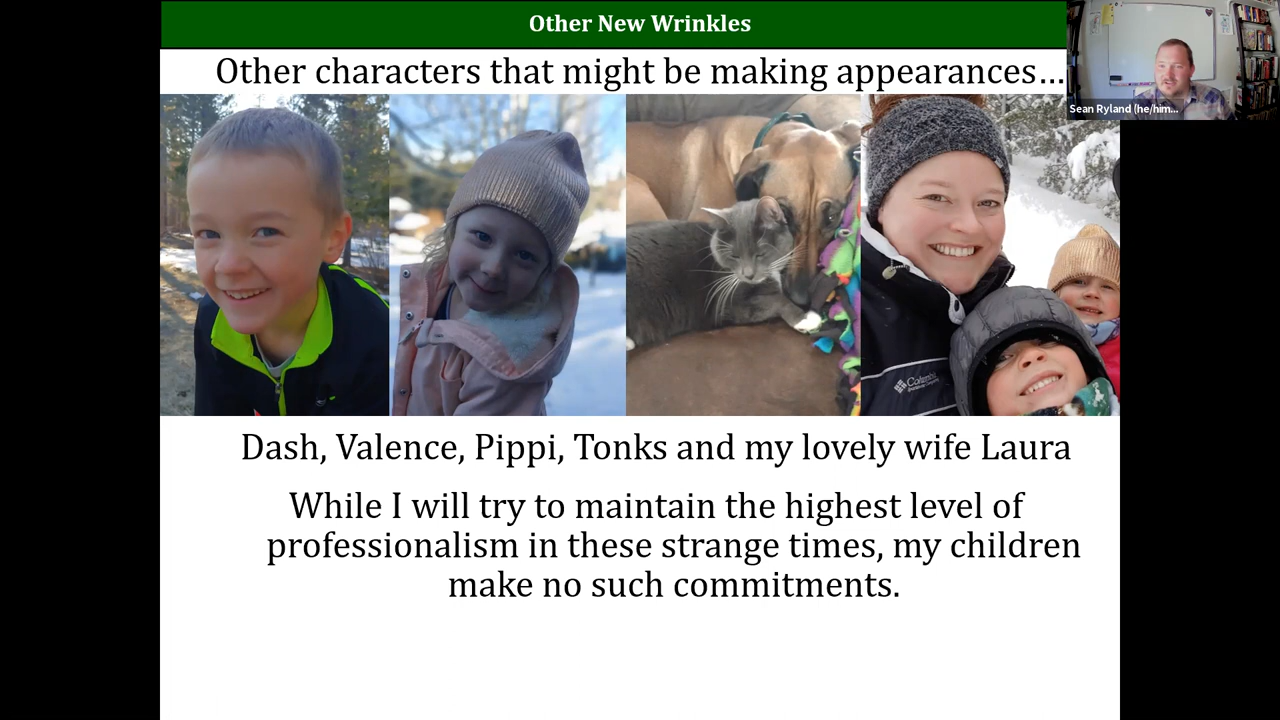 Other New Wrinkles
Other characters that might be making appearances...
Sean Ryland (he/him...
Columbia
Dash, Valence, Pippi, Tonks and my lovely wife Laura
While I will try to maintain the highest level of
professionalism in these strange times, my children
make no such commitments.